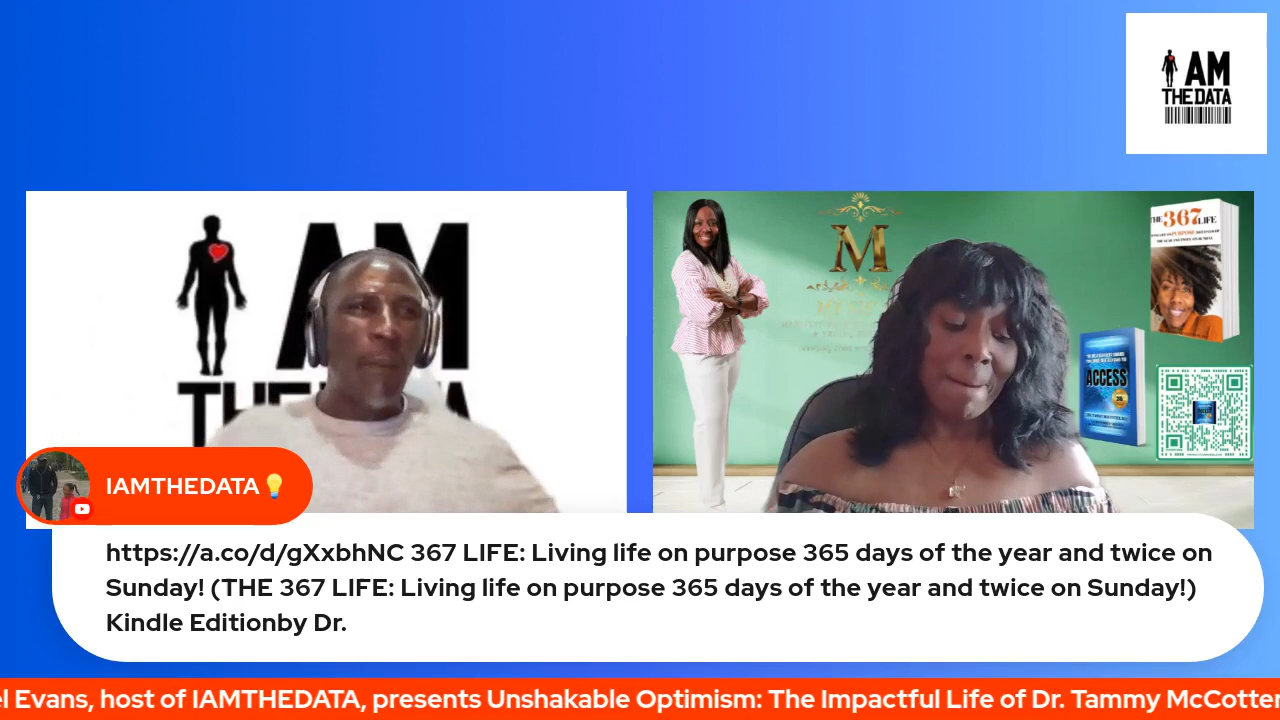 I AM
THE DATA
I AM
THE DATA
M
THE 367 LIFE
ACCESS
IAMTHEDATA💡
https://a.co/d/gXxbhNC 367 LIFE: Living life on purpose 365 days of the year and twice on
Sunday! (THE 367 LIFE: Living life on purpose 365 days of the year and twice on Sunday!)
Kindle Editionby Dr.
el Evans, host of IAMTHEDATA, presents Unshakable Optimism: The Impactful Life of Dr. Tammy McCotter